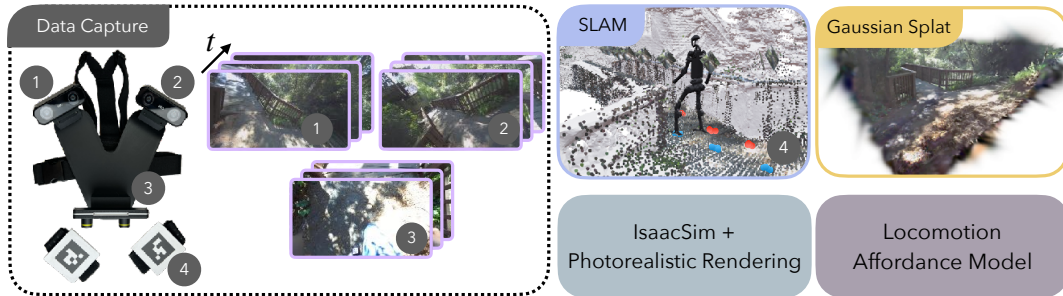 Data Capture
1
2
3
4
t
1
2
3
SLAM
4
Gaussian Splat
IsaacSim +
Photorealistic Rendering
Locomotion
Affordance Model